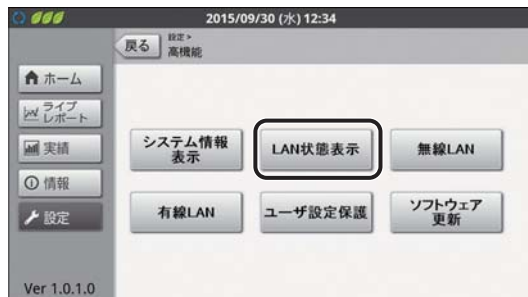 2015/09/30 (水) 12:34
戻る
設定 >
高機能
ホーム
ライブ
レポート
実績
情報
設定
システム情報
表示
LAN状態表示
無線LAN
有線LAN
ユーザ設定保護
ソフトウェア
更新
Ver 1.0.1.0